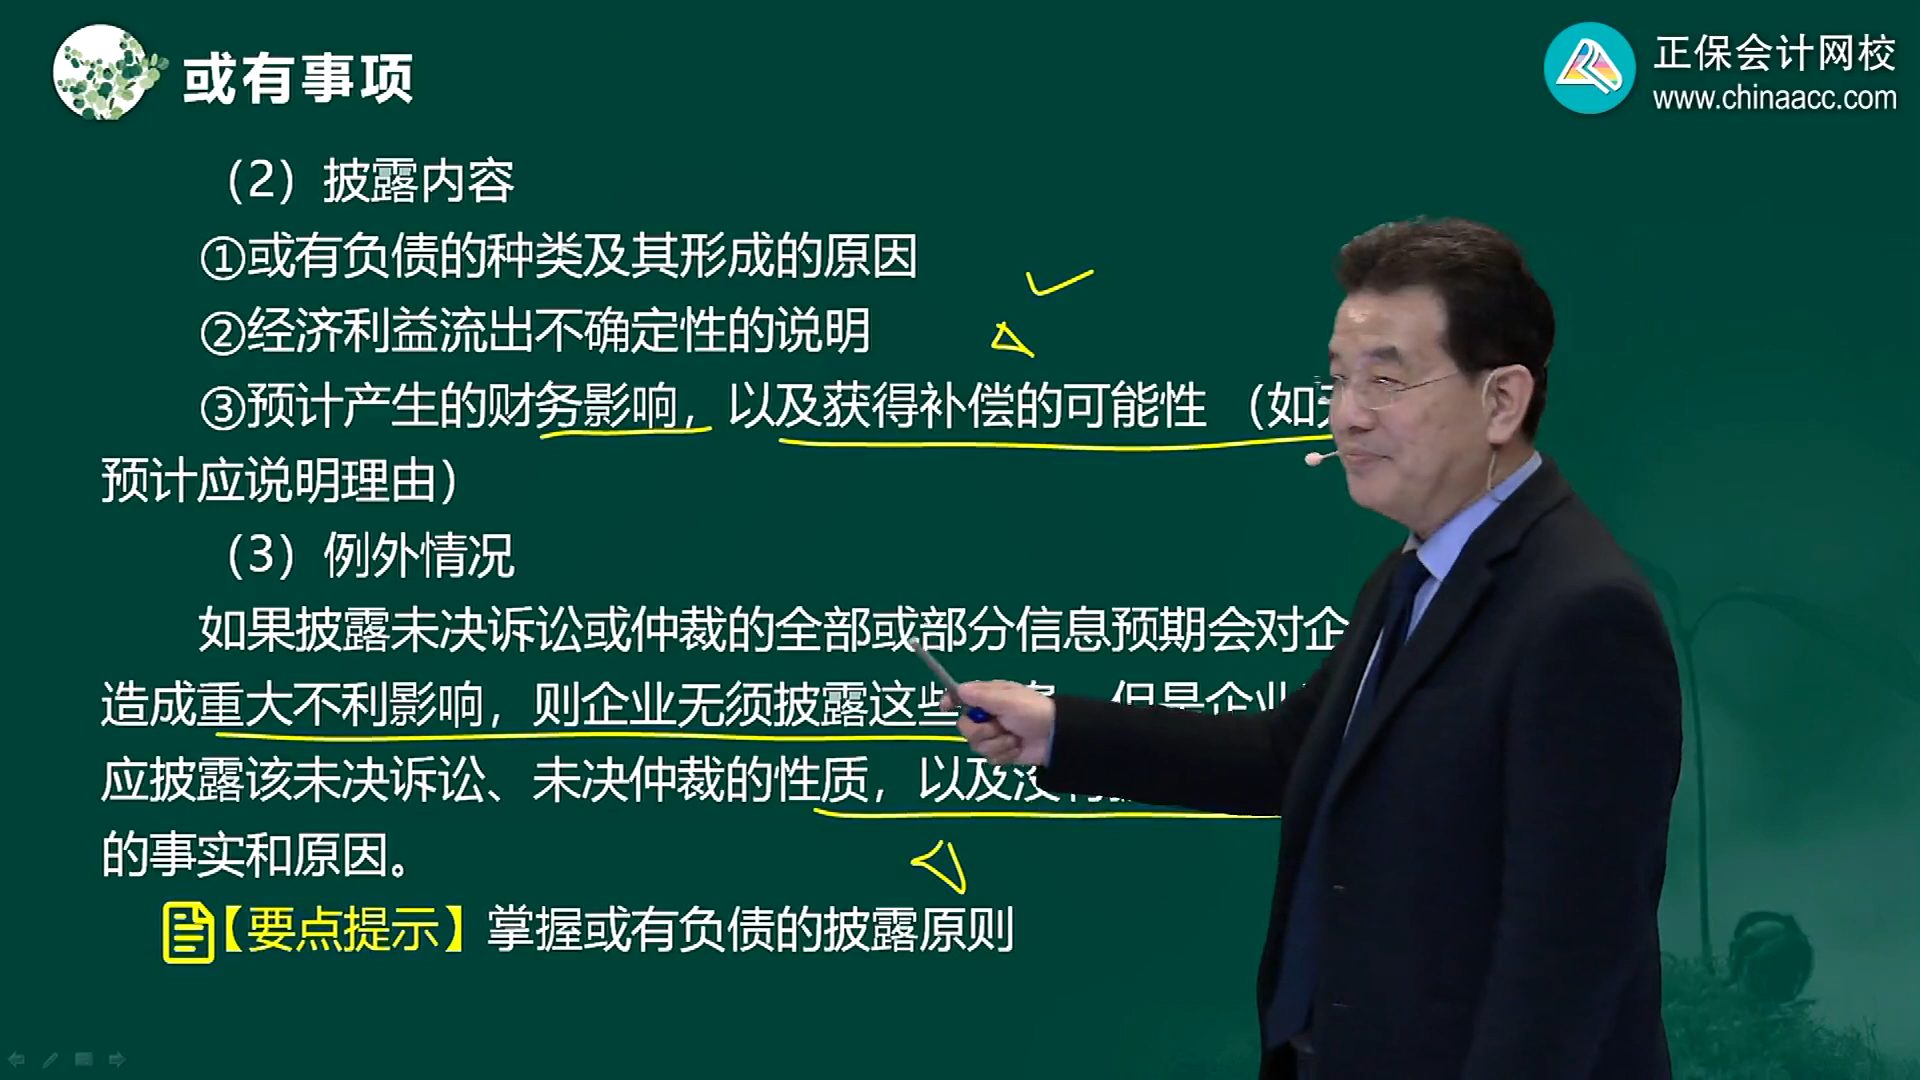 或有事项
正保会计网校
www.chinaacc.com
（2）披露内容
①或有负债的种类及其形成的原因
②经济利益流出不确定性的说明
③预计产生的财务影响，以及获得补偿的可能性（如无
预计应说明理由）
（3）例外情况
如果披露未决诉讼或仲裁的全部或部分信息预期会对企
造成重大不利影响，则企业无须披露这些 但是企业
应披露该未决诉讼、未决仲裁的性质，以及没有
的事实和原因。
【要点提示】掌握或有负债的披露原则